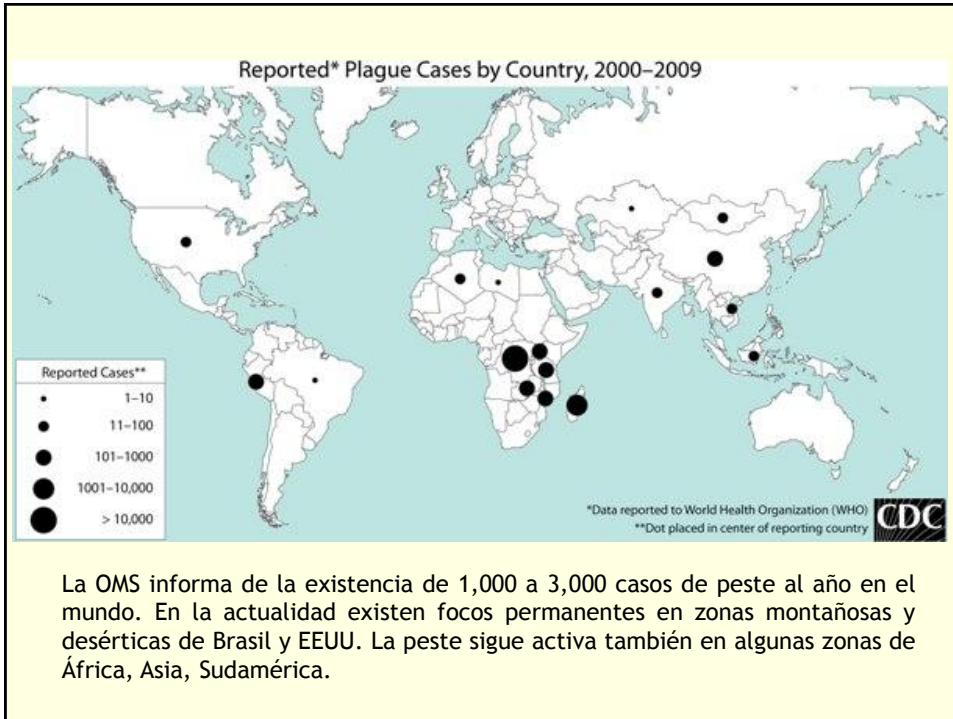 Reported* Plague Cases by Country, 2000–2009
Reported Cases**
1–10
11–100
101–1000
1001–10,000
> 10,000
*Data reported to World Health Organization (WHO)
**Dot placed in center of reporting country
CDC
La OMS informa de la existencia de 1,000 a 3,000 casos de peste al año en el
mundo. En la actualidad existen focos permanentes en zonas montañosas y
desérticas de Brasil y EEUU. La peste sigue activa también en algunas zonas de
África, Asia, Sudamérica.